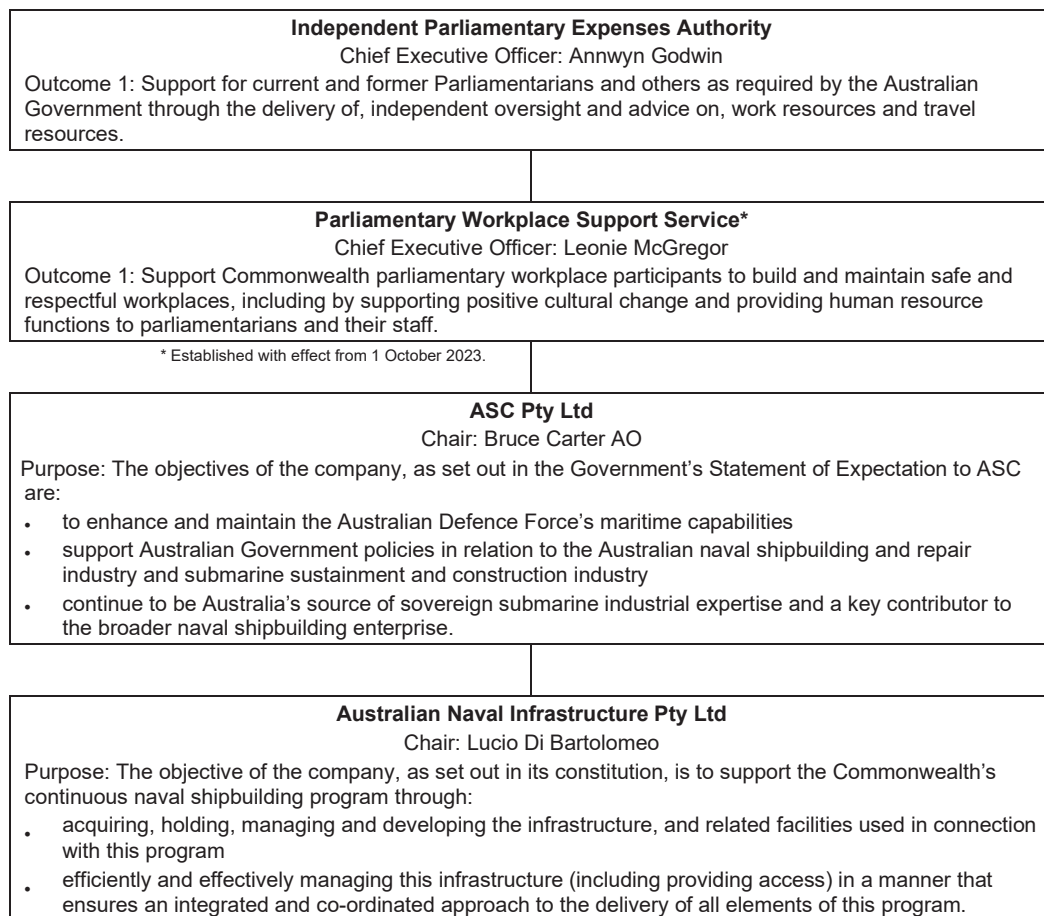 Independent Parliamentary Expenses Authority
Chief Executive Officer: Annwyn Godwin
Outcome 1: Support for current and former Parliamentarians and others as required by the Australian
Government through the delivery of, independent oversight and advice on, work resources and travel
resources.
Parliamentary Workplace Support Service*
Chief Executive Officer: Leonie McGregor
Outcome 1: Support Commonwealth parliamentary workplace participants to build and maintain safe and
respectful workplaces, including by supporting positive cultural change and providing human resource
functions to parliamentarians and their staff.
* Established with effect from 1 October 2023.
ASC Pty Ltd
Chair: Bruce Carter AO
Purpose: The objectives of the company, as set out in the Government’s Statement of Expectation to ASC
are:
• to enhance and maintain the Australian Defence Force’s maritime capabilities
• support Australian Government policies in relation to the Australian naval shipbuilding and repair
industry and submarine sustainment and construction industry
• continue to be Australia’s source of sovereign submarine industrial expertise and a key contributor to
the broader naval shipbuilding enterprise.
Australian Naval Infrastructure Pty Ltd
Chair: Lucio Di Bartolomeo
Purpose: The objective of the company, as set out in its constitution, is to support the Commonwealth’s
continuous naval shipbuilding program through:
• acquiring, holding, managing and developing the infrastructure, and related facilities used in connection
with this program
• efficiently and effectively managing this infrastructure (including providing access) in a manner that
ensures an integrated and co-ordinated approach to the delivery of all elements of this program.